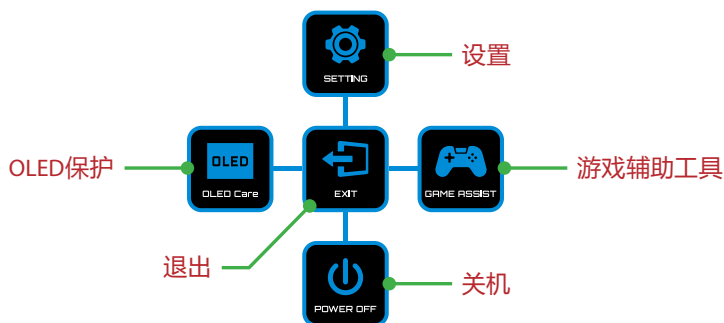 设置
SETTING
OLED保护
OLED
OLED Care
EXIT
GAME ASSIST
游戏辅助工具
退出
POWER OFF
关机